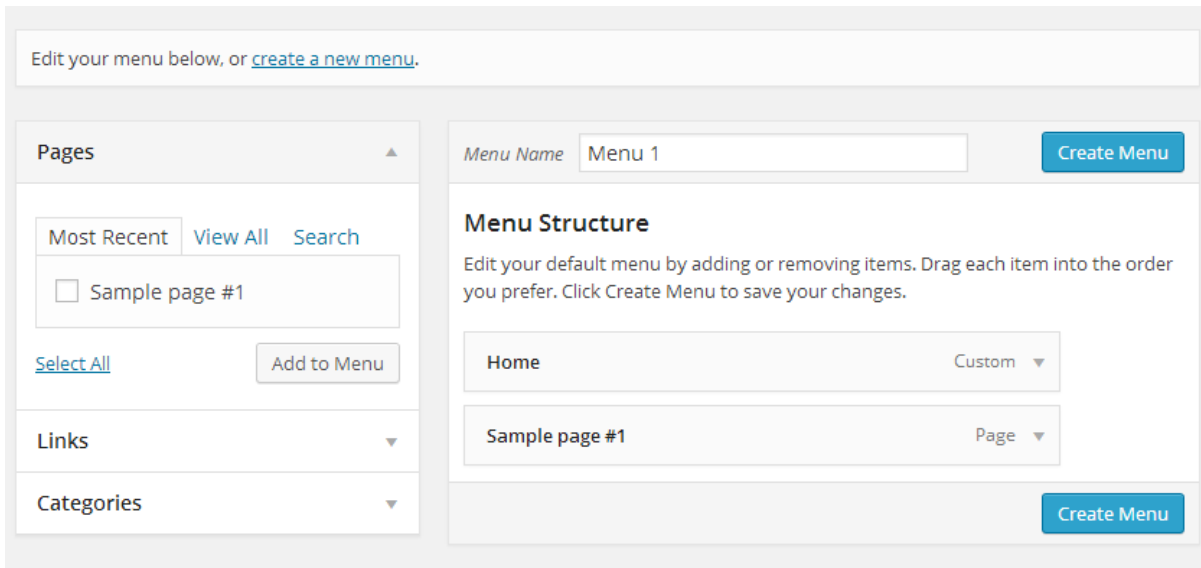 Edit your menu below, or create a new menu.
Pages
Most Recent View All Search
Sample page #1
Select All Add to Menu
Links
Categories
Menu Name Menu 1 Create Menu
Menu Structure
Edit your default menu by adding or removing items. Drag each item into the order
you prefer. Click Create Menu to save your changes.
Home Custom
Sample page #1 Page
Create Menu